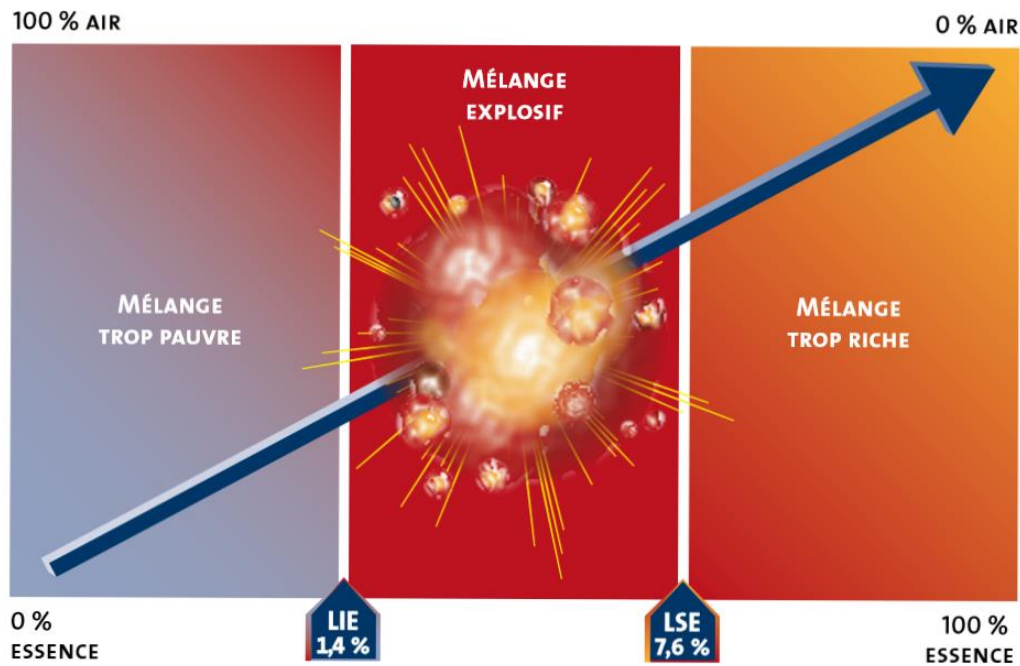 100 % AIR
0 % AIR
MÉLANGE
EXPLOSIF
MÉLANGE
TROP PAUVRE
MÉLANGE
TROP RICHE
0 %
ESSENCE
LIE
1,4 %
LSE
7,6 %
100 %
ESSENCE